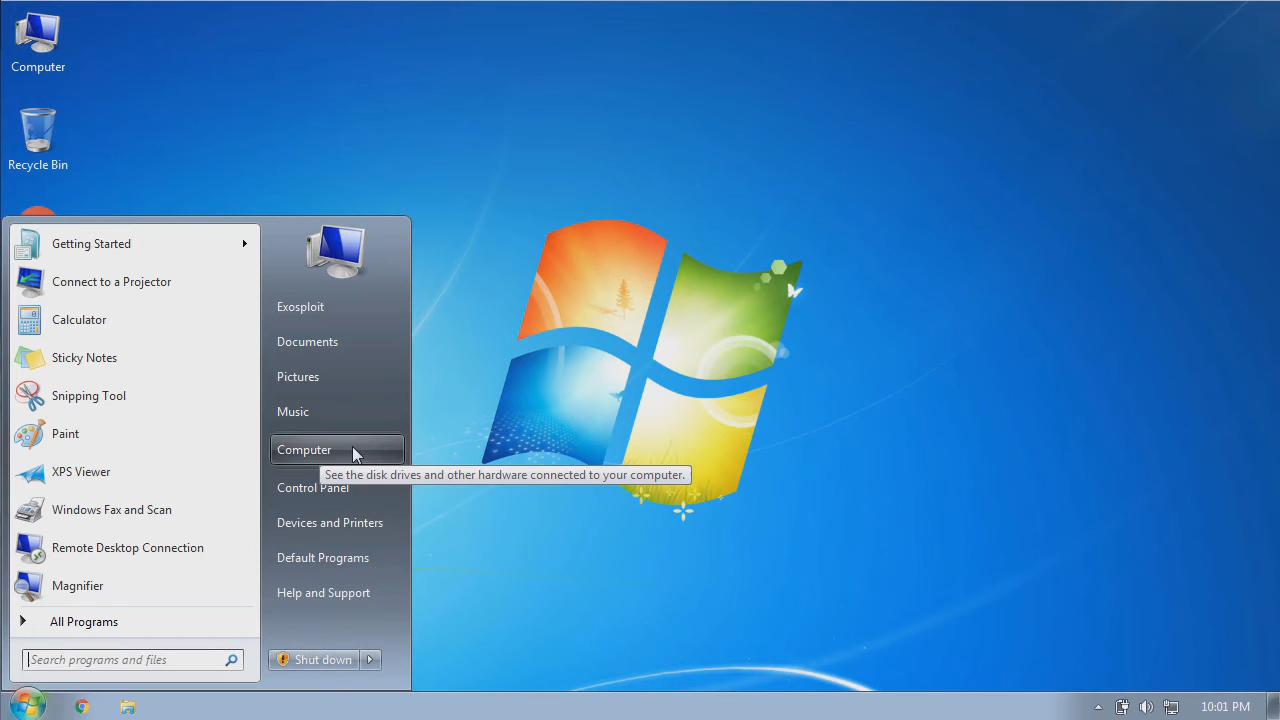 Computer
Recycle Bin
Getting Started
Connect to a Projector
Calculator
Sticky Notes
Snipping Tool
Paint
XPS Viewer
Windows Fax and Scan
Remote Desktop Connection
Magnifier
All Programs
Search programs and files
Exosploit
Documents
Pictures
Music
Computer
See the disk drives and other hardware connected to your computer.
Control Panel
Devices and Printers
Default Programs
Help and Support
Shut down
10:01 PM